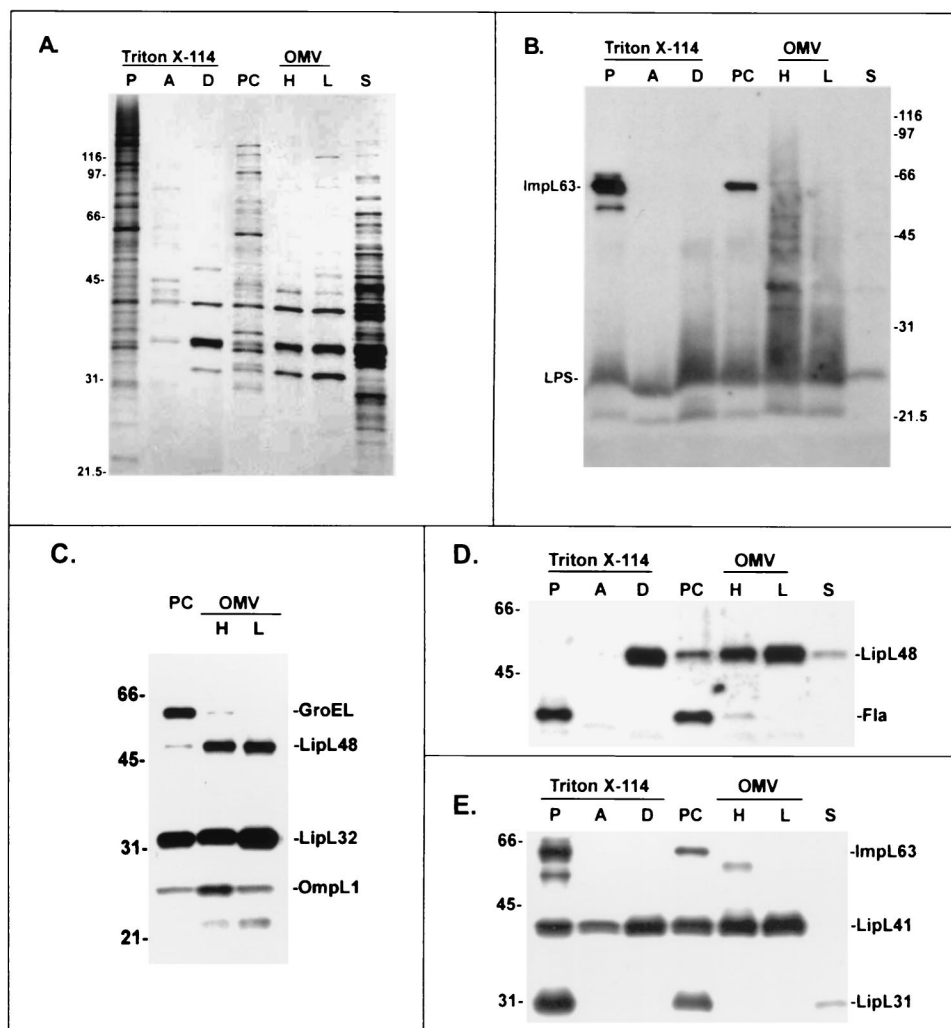 A.
Triton X-114 OMV
P A D PC H L S
116-
97-
66-
45-
31-
21.5-
B.
Triton X-114 OMV
P A D PC H L S
-116
-97
ImpL63- -66
-45
-31
LPS-
-21.5
C.
PC OMV
H L
66-
-GroEL
-LipL48
45-
-LipL32
31-
-OmpL1
21-
D.
Triton X-114 OMV
P A D PC H L S
66-
-LipL48
45-
-Fla
E.
Triton X-114 OMV
P A D PC H L S
66-
-ImpL63
45-
-LipL41
31- -LipL31